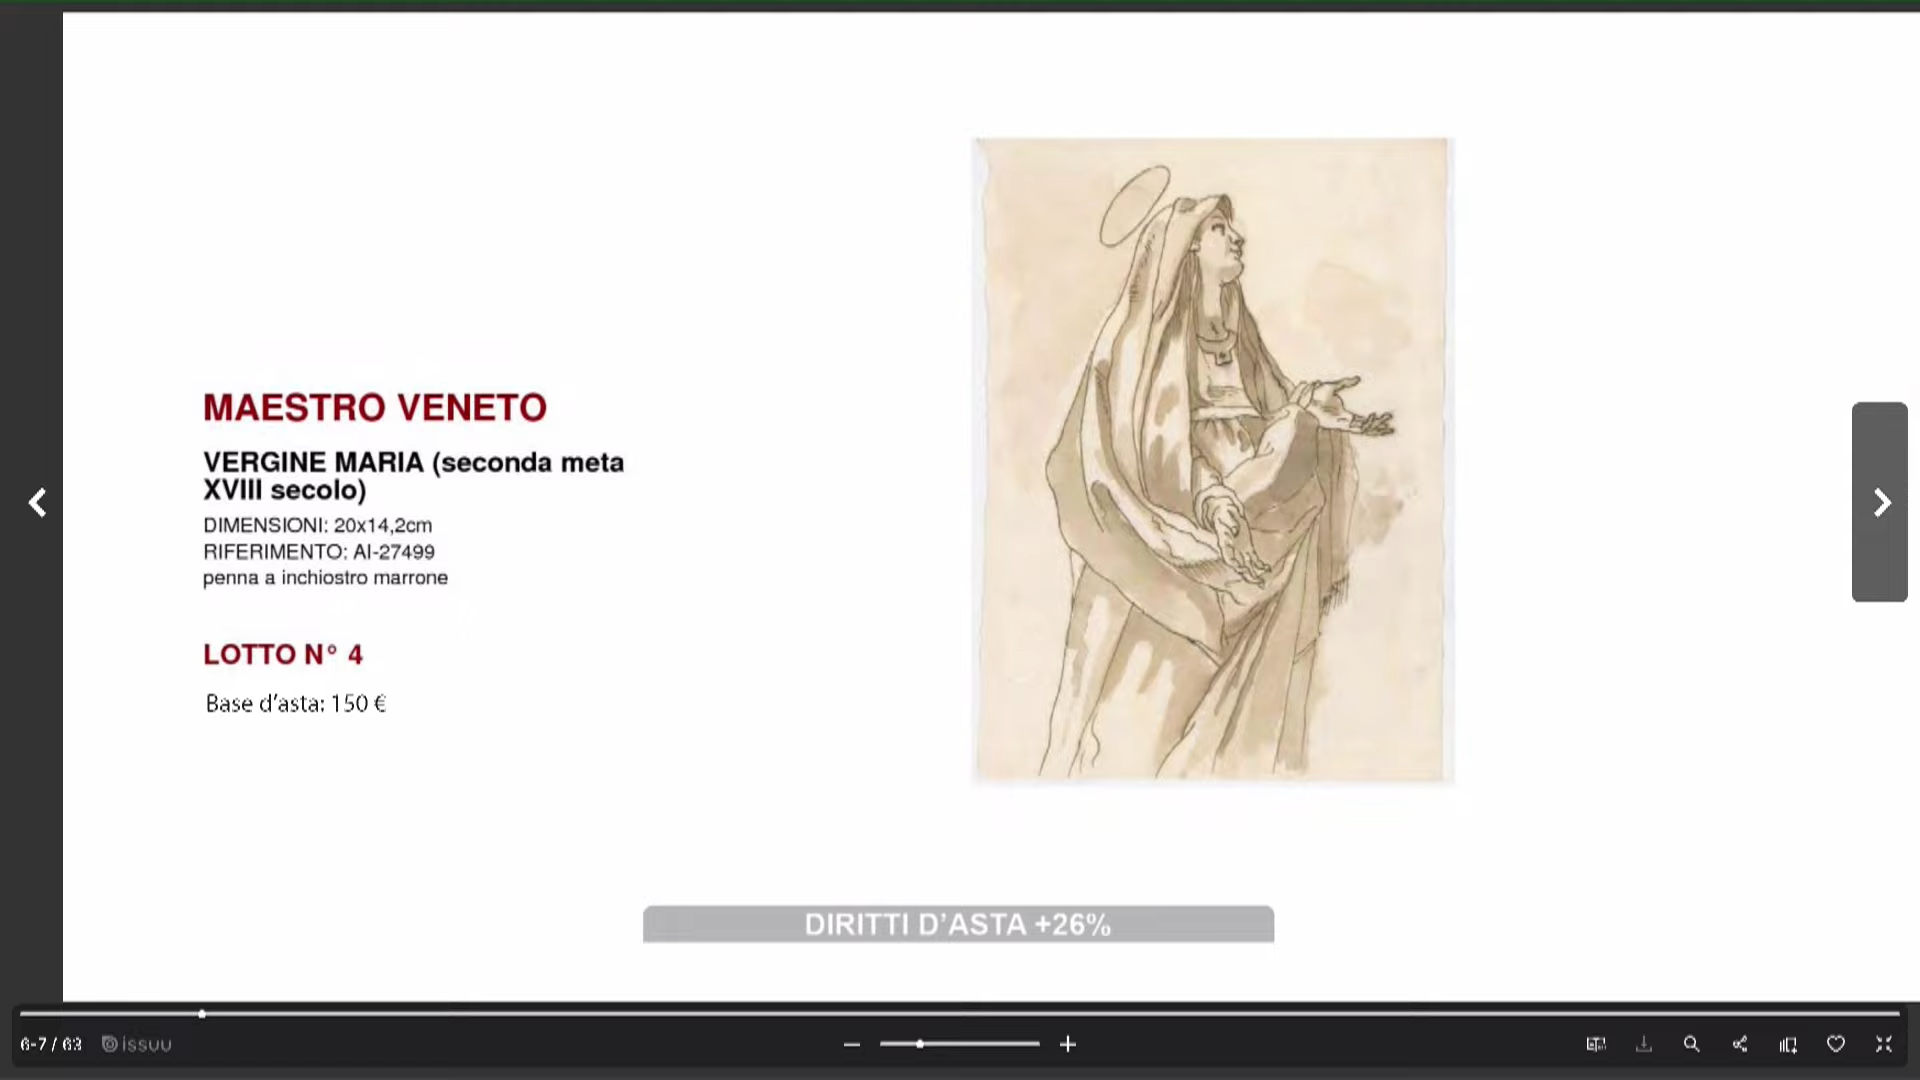 MAESTRO VENETO
VERGINE MARIA (seconda meta
XVIII secolo)
DIMENSIONI: 20x14,2cm
RIFERIMENTO: AI-27499
penna a inchiostro marrone
LOTTO N° 4
Base d'asta: 150 €
DIRITTI D'ASTA +26%
6-7 / 63
issuu